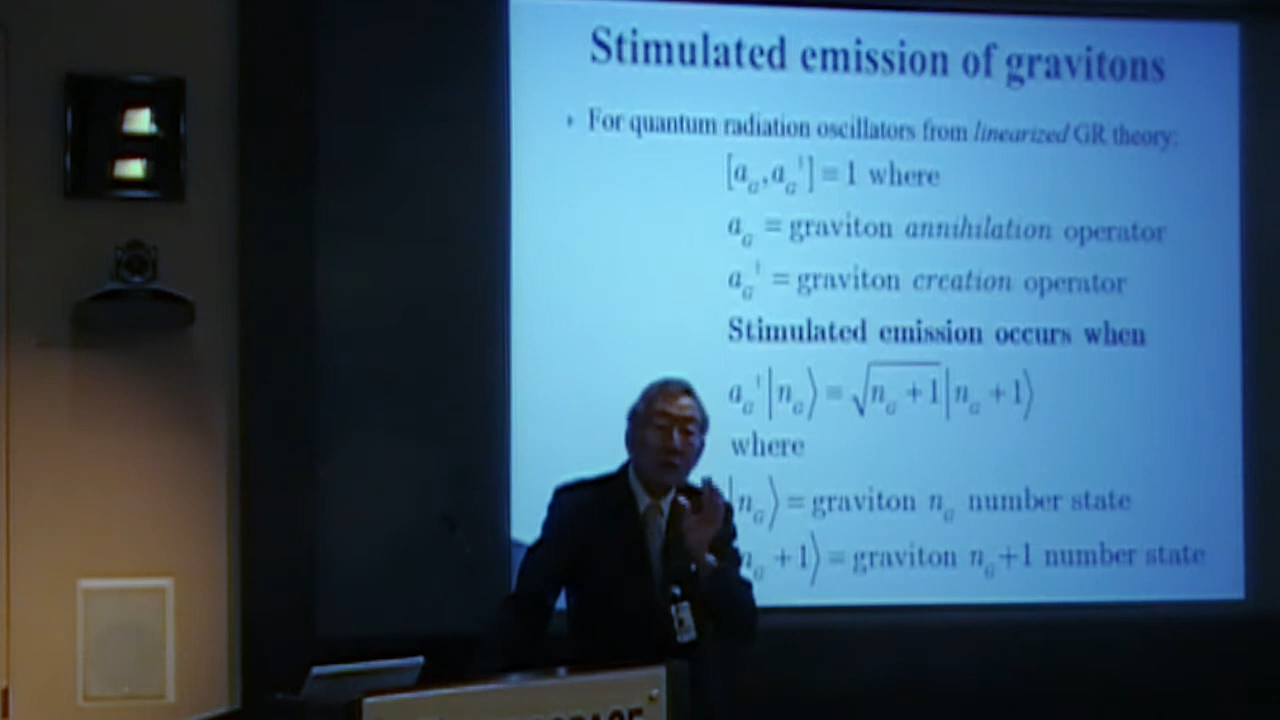 Stimulated emission of gravitons
For quantum radiation oscillators from linearized GR theory:
[a_G, a_G†] = 1 where
a_G = graviton annihilation operator
a_G† = graviton creation operator
Stimulated emission occurs when
a_G†|n_G⟩ = √(n_G + 1)|n_G + 1⟩
where
|n_G⟩ = graviton n_G number state
n_G + 1⟩ = graviton n_G+1 number state